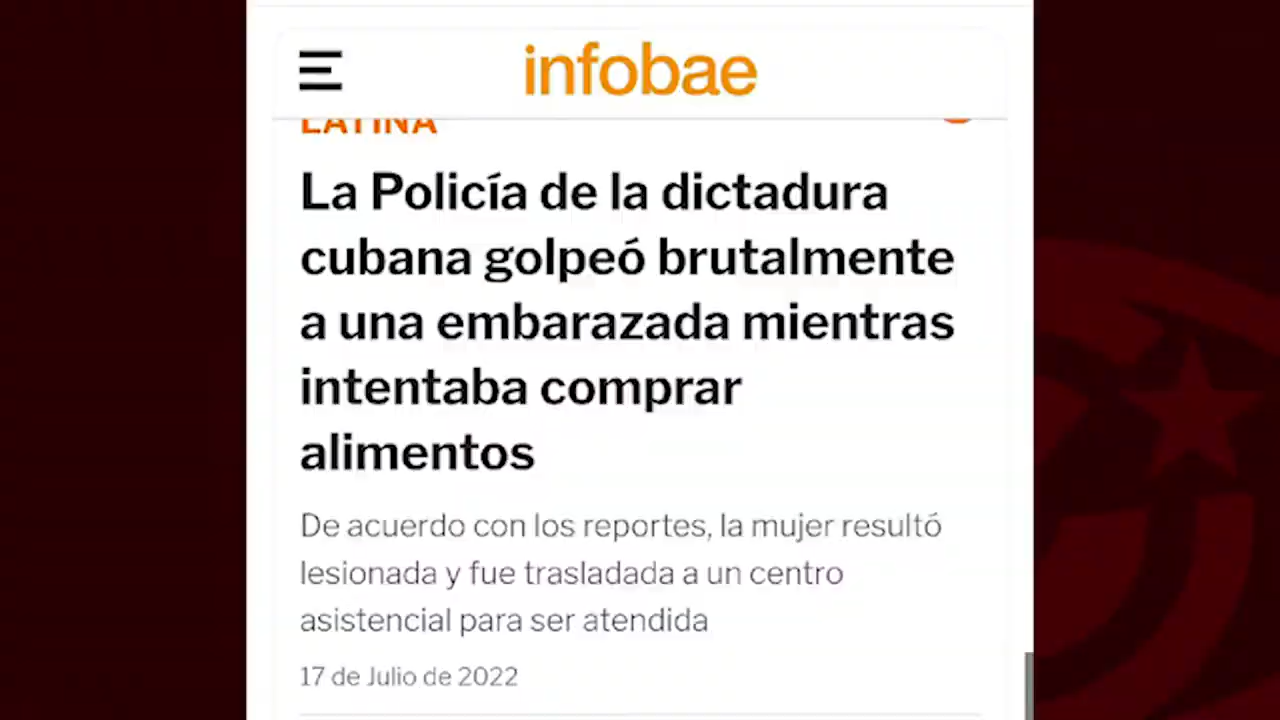 infobae
LATINA
La Policía de la dictadura
cubana golpeó brutalmente
a una embarazada mientras
intentaba comprar
alimentos
De acuerdo con los reportes, la mujer resultó
lesionada y fue trasladada a un centro
asistencial para ser atendida
17 de Julio de 2022